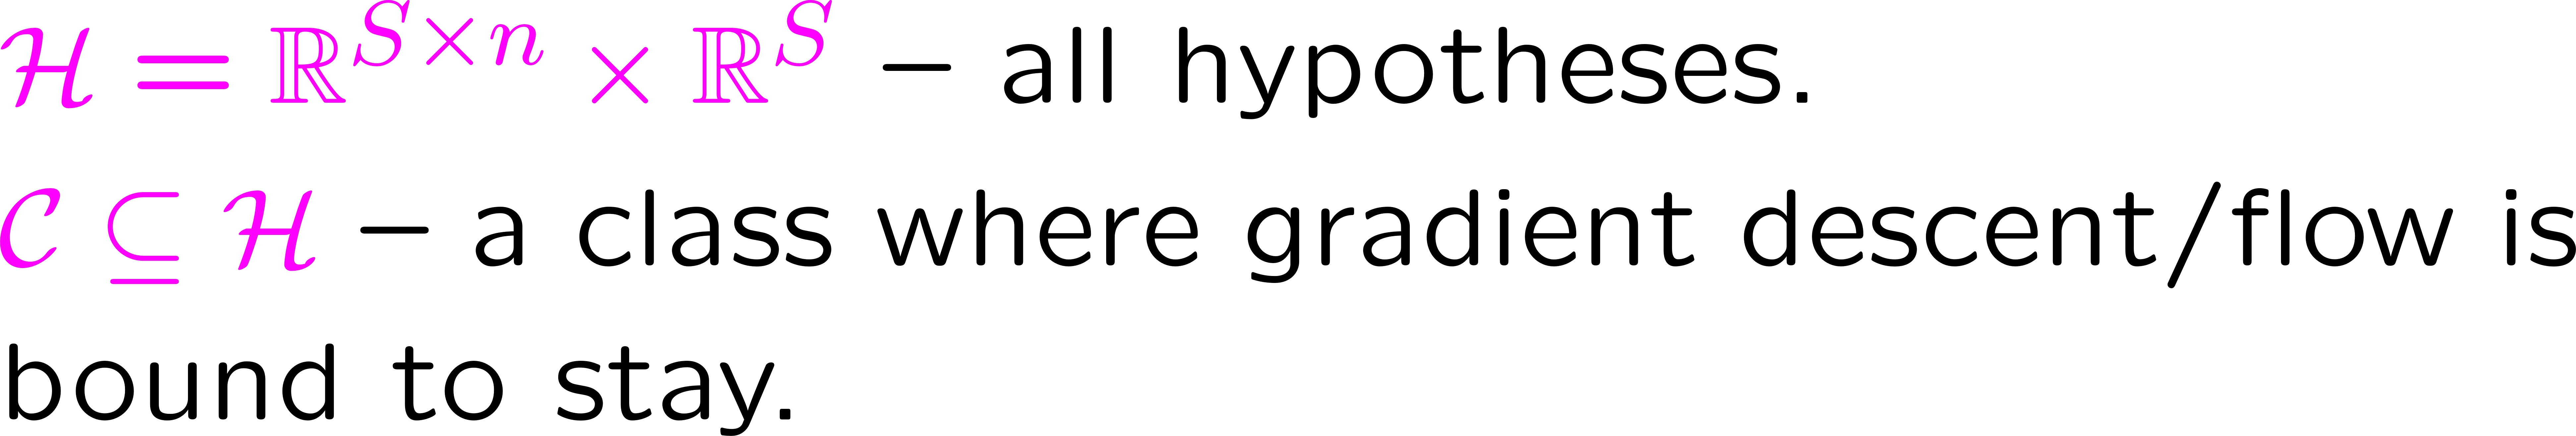 ℋ = ℝ^{S×n} × ℝ^S – all hypotheses.
𝒞 ⊆ ℋ – a class where gradient descent/flow is
bound to stay.